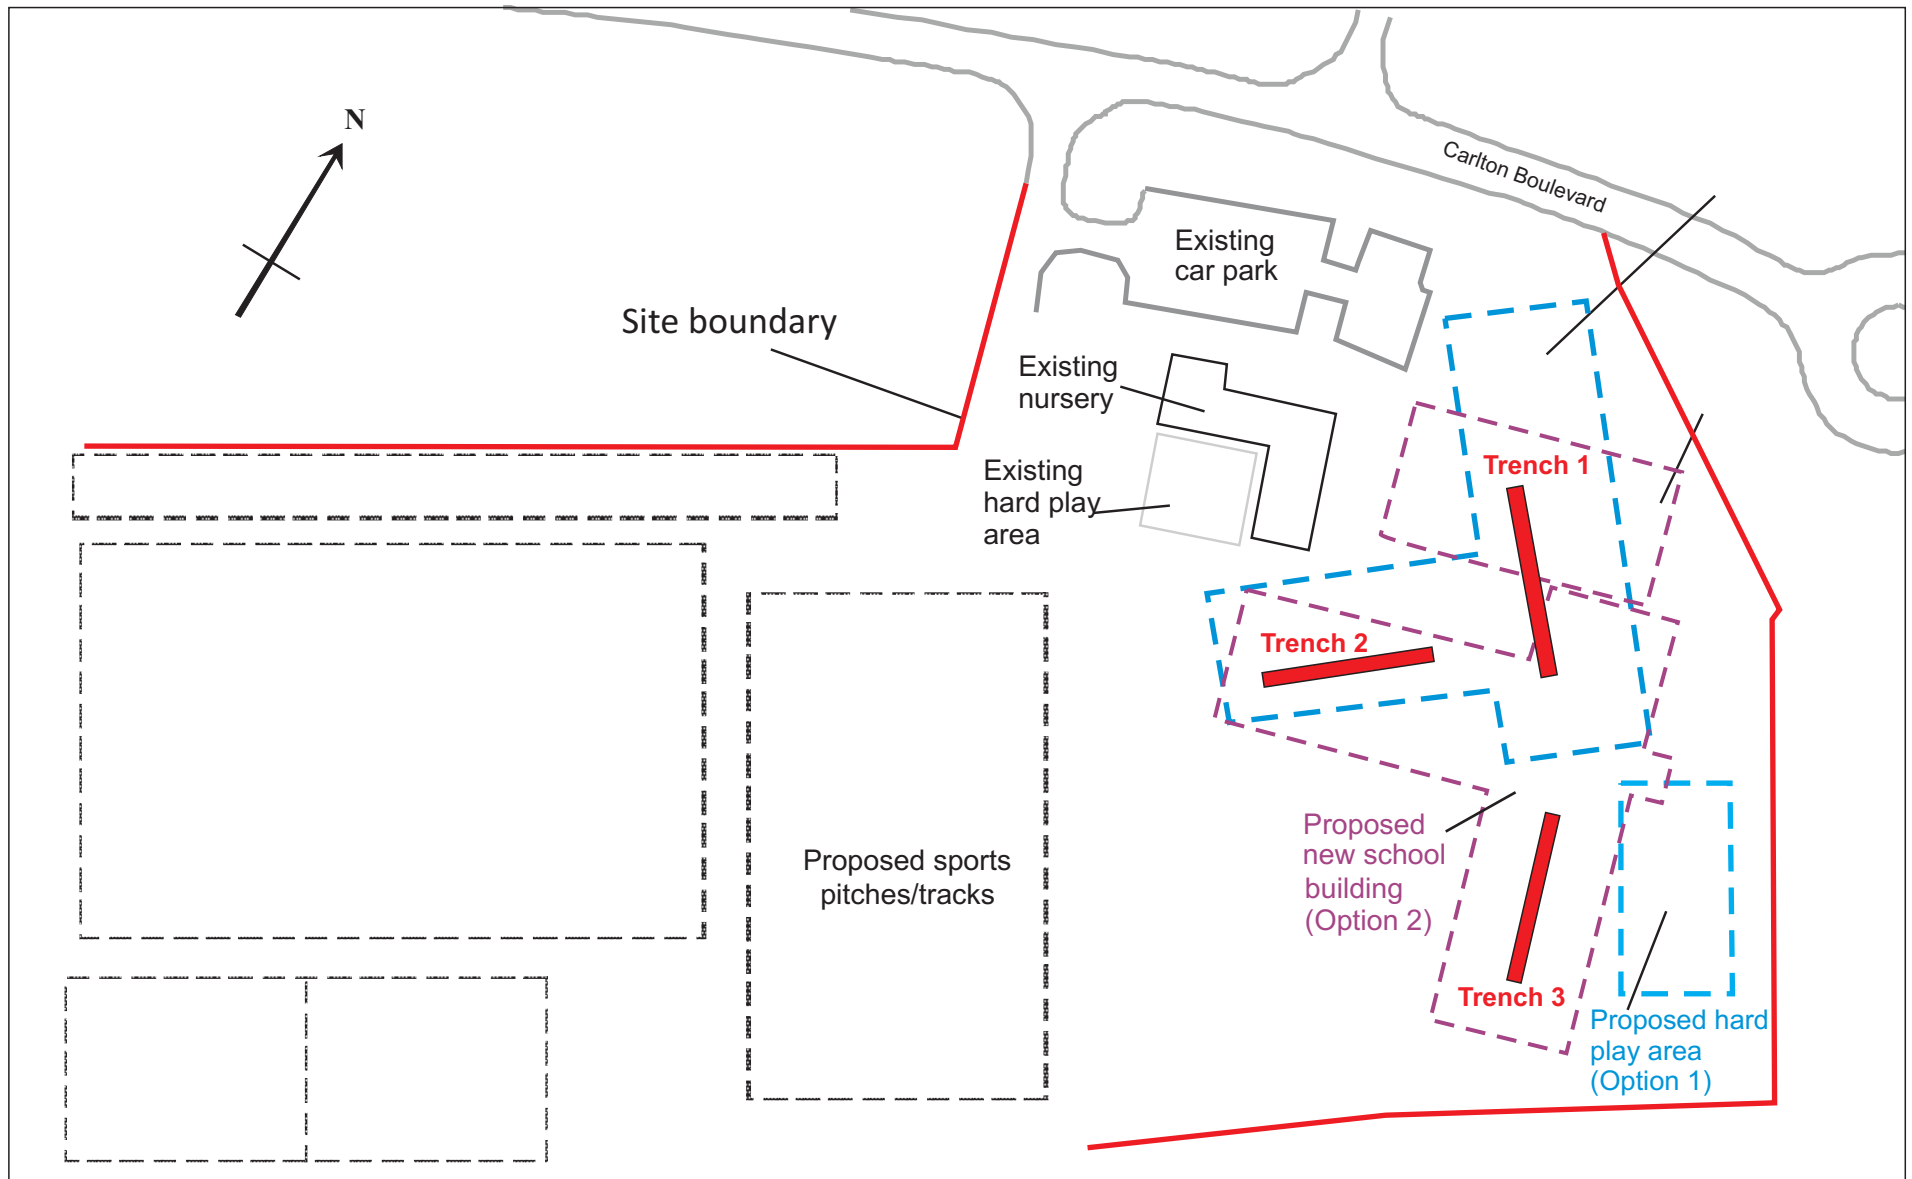 N
Carlton Boulevard
Existing
car park
Site boundary
Existing
nursery
Existing
hard play
area
Trench 1
Trench 2
Proposed
new school
building
(Option 2)
Proposed sports
pitches/tracks
Trench 3
Proposed hard
play area
(Option 1)